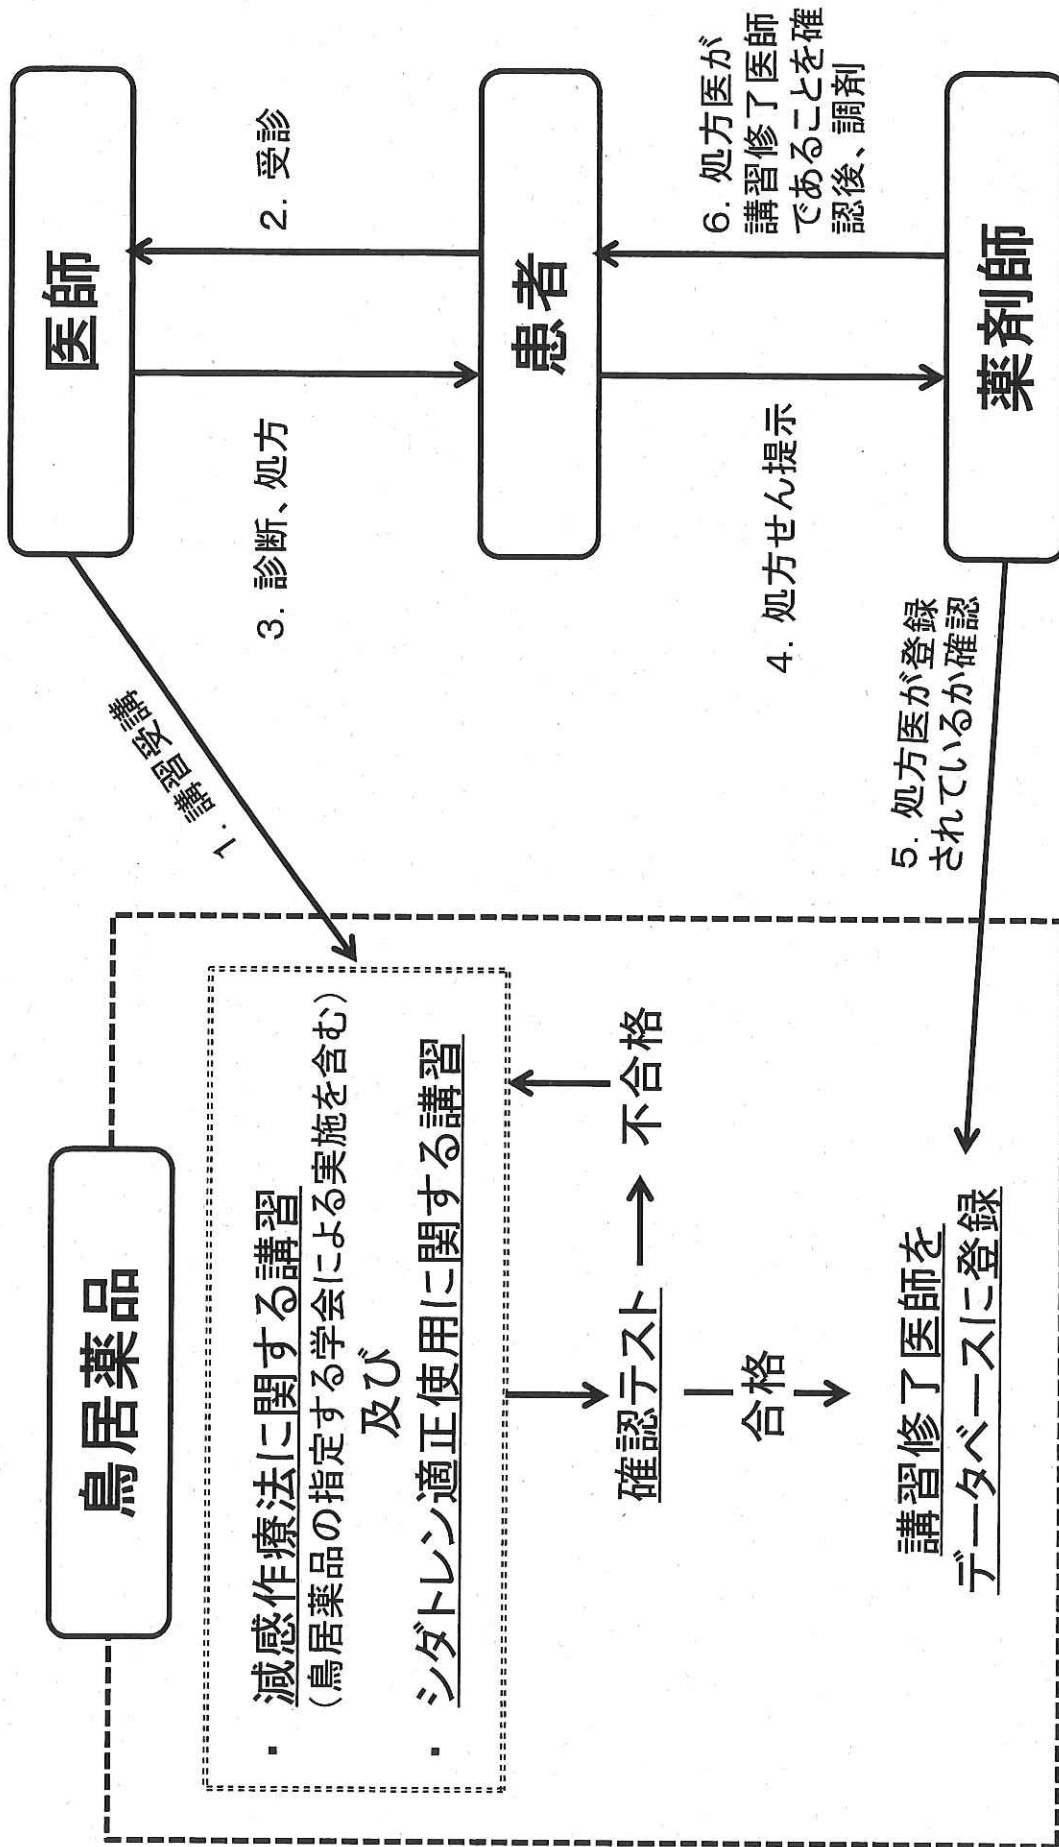 鳥居薬品
・ 減感作療法に関する講習
（鳥居薬品の指定する学会による実施を含む）
及び
・ シダトレン適正使用に関する講習
確認テスト
不合格
合格
講習修了医師を
データベースに登録
1. 講習受講
医師
2. 受診
3. 診断、処方
患者
4. 処方せん提示
5. 処方医が登録
されているか確認
6. 処方医が
講習修了医師
であることを確
認後、調剤
薬剤師